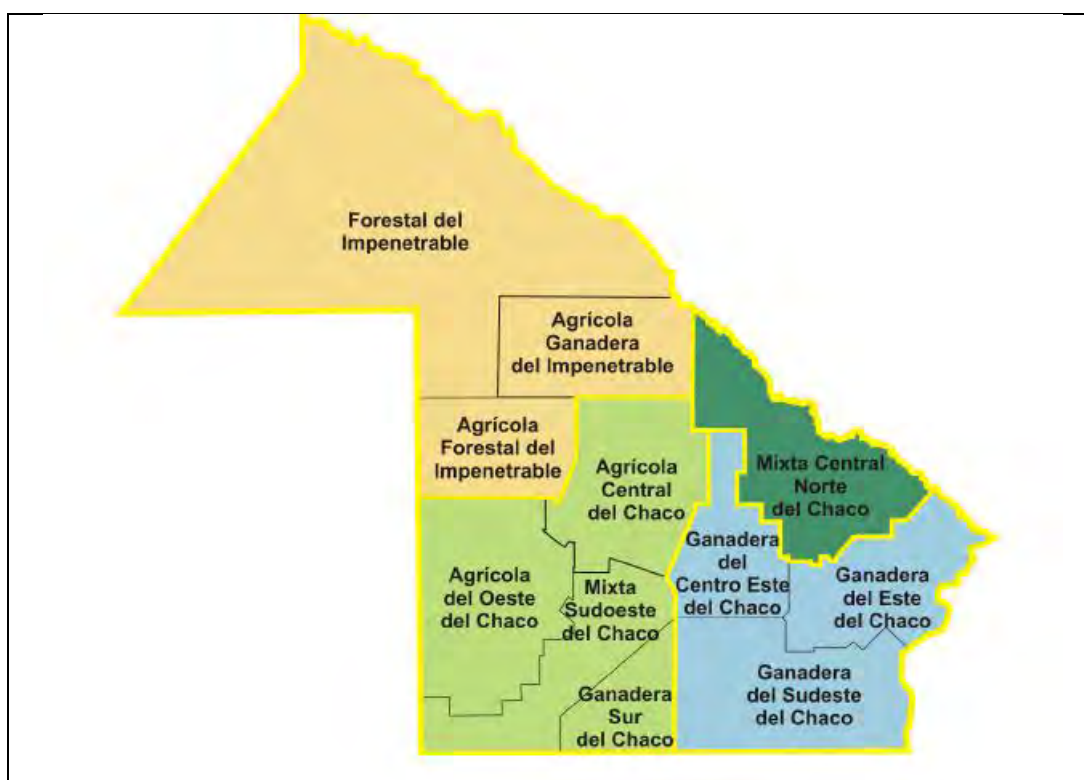 Forestal del
Impenetrable
Agrícola
Ganadera
del Impenetrable
Agrícola
Forestal del
Impenetrable
Agrícola
Central
del Chaco
Mixta Central
Norte
del Chaco
Ganadera
del
Centro Este
del Chaco
Ganadera
del Este
del Chaco
Agrícola
del Oeste
del Chaco
Mixta
Sudoeste
del Chaco
Ganadera
Sur
del Chaco
Ganadera
del Sudeste
del Chaco